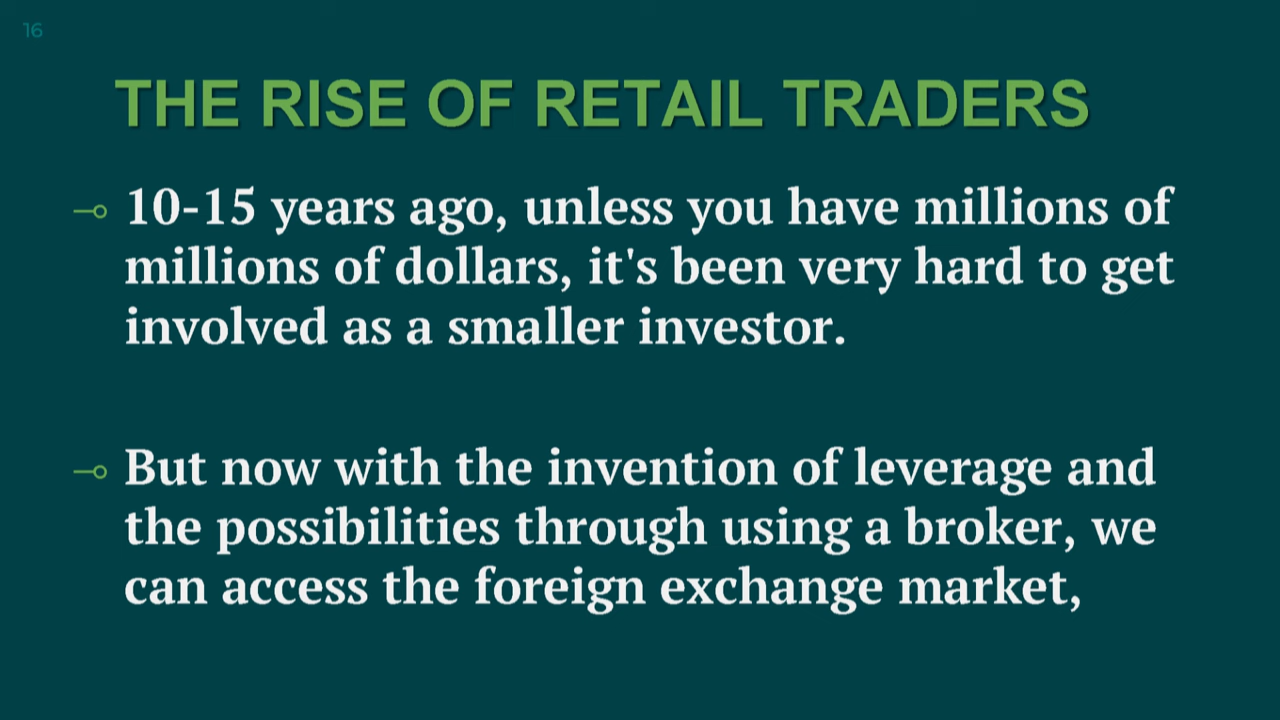 16
THE RISE OF RETAIL TRADERS
10-15 years ago, unless you have millions of
millions of dollars, it's been very hard to get
involved as a smaller investor.
But now with the invention of leverage and
the possibilities through using a broker, we
can access the foreign exchange market,